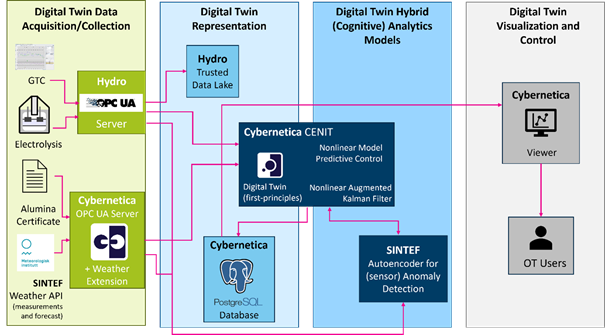 Digital Twin Data
Acquisition/Collection
GTC
Electrolysis
Alumina
Certificate
Meteorologisk
institutt
SINTEF
Weather API
(measurements
and forecast)
Hydro
OPC UA
Server
Cybernetica
OPC UA Server
+ Weather
Extension
Digital Twin
Representation
Hydro
Trusted
Data Lake
Cybernetica CENIT
Nonlinear Model
Predictive Control
Digital Twin
(first-principles)
Nonlinear Augmented
Kalman Filter
Cybernetica
PostgreSQL
Database
Digital Twin Hybrid
(Cognitive) Analytics
Models
SINTEF
Autoencoder for
(sensor) Anomaly
Detection
Digital Twin
Visualization
and Control
Cybernetica
Viewer
OT Users